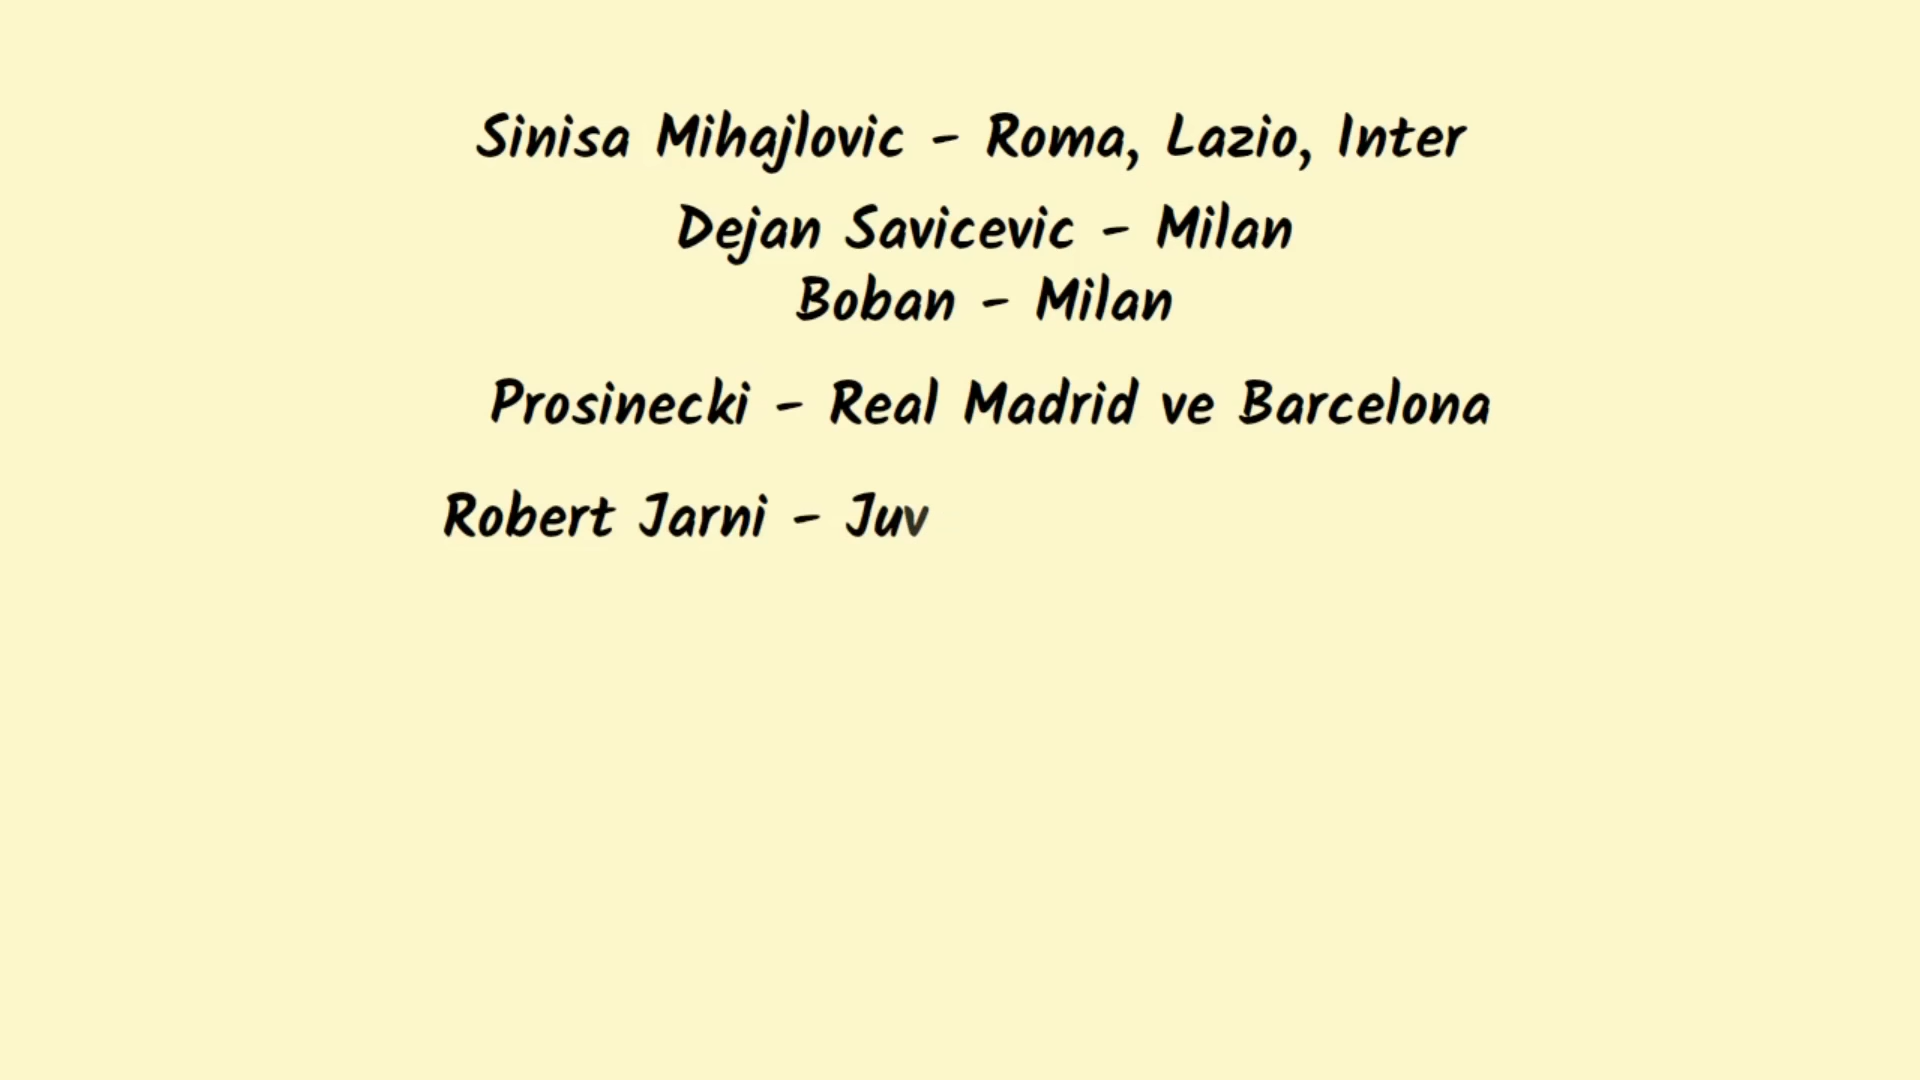 Sinisa Mihajlovic - Roma, Lazio, Inter
Dejan Savicevic - Milan
Boban - Milan
Prosinecki - Real Madrid ve Barcelona
Robert Jarni - Juv